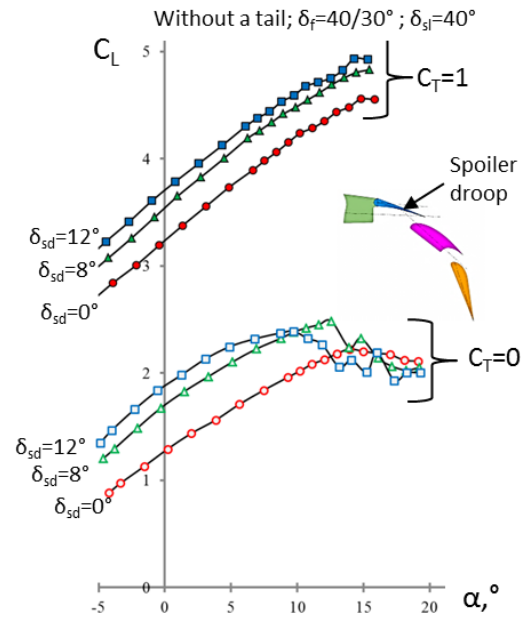 Without a tail; δf=40/30° ; δsl=40°
CL
5
CT=1
4
Spoiler
droop
δsd=12°
δsd=8°
3
δsd=0°
CT=0
2
δsd=12°
δsd=8°
δsd=0°
1
0
-5 0 5 10 15 20 α,°